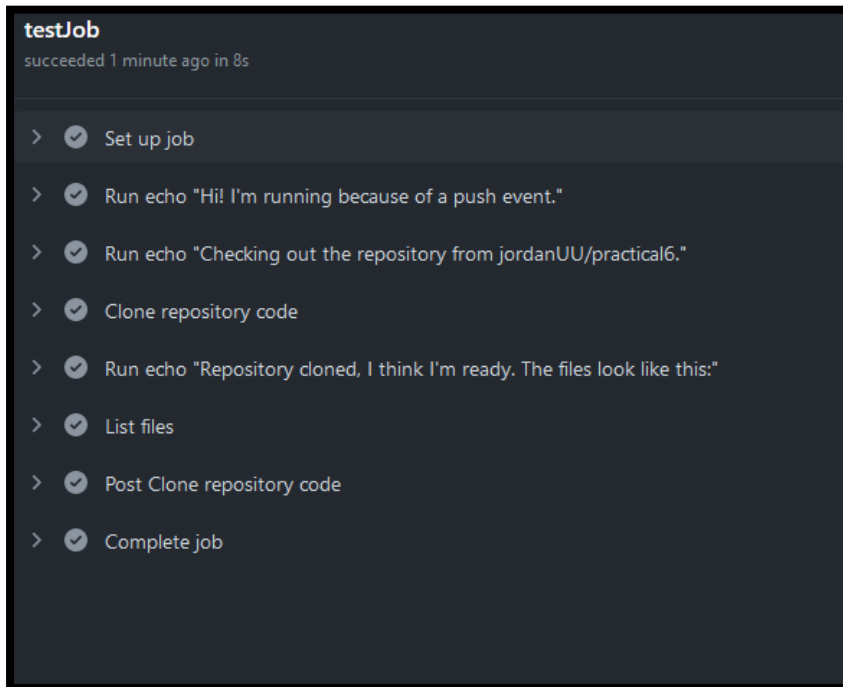 testJob
succeeded 1 minute ago in 8s
Set up job
Run echo "Hi! I'm running because of a push event."
Run echo "Checking out the repository from jordanUU/practical6."
Clone repository code
Run echo "Repository cloned, I think I'm ready. The files look like this:"
List files
Post Clone repository code
Complete job